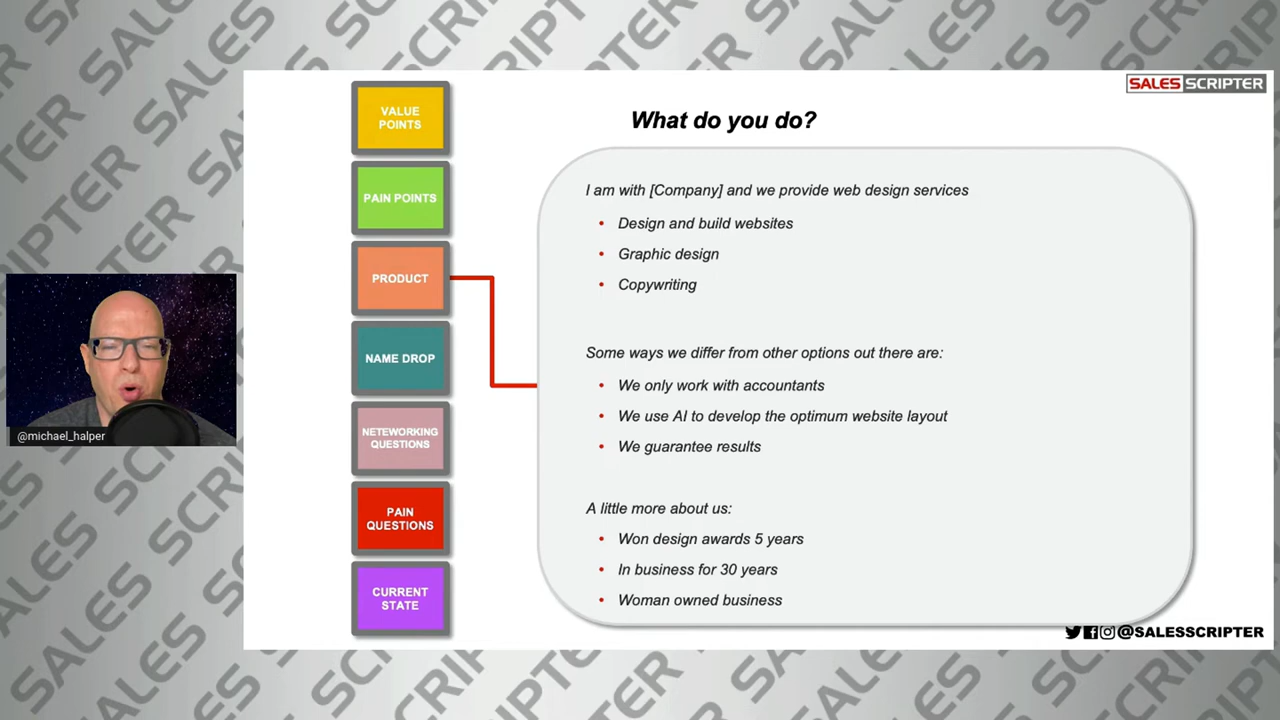 SALES SCRIPTER
What do you do?
VALUE
POINTS
PAIN POINTS
PRODUCT
NAME DROP
NETEWORKING
QUESTIONS
PAIN
QUESTIONS
CURRENT
STATE
I am with [Company] and we provide web design services
• Design and build websites
• Graphic design
• Copywriting
Some ways we differ from other options out there are:
• We only work with accountants
• We use AI to develop the optimum website layout
• We guarantee results
A little more about us:
• Won design awards 5 years
• In business for 30 years
• Woman owned business
@michael_halper
@SALESSCRIPTER